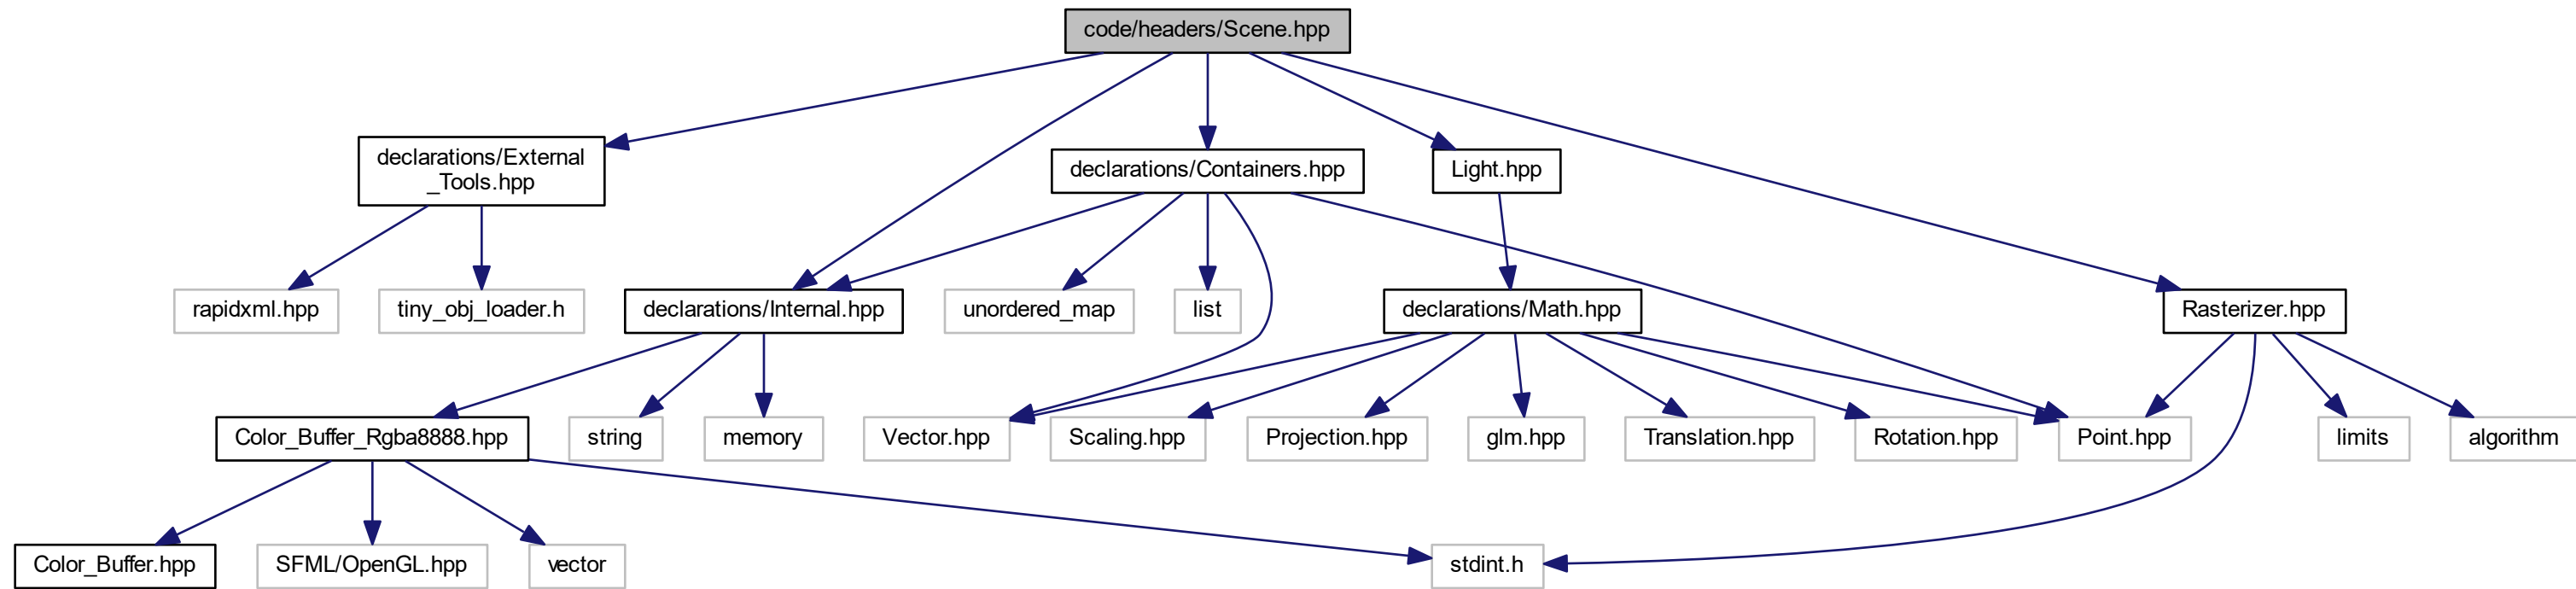 code/headers/Scene.hpp
declarations/External
_Tools.hpp
declarations/Containers.hpp
Light.hpp
rapidxml.hpp
tiny_obj_loader.h
declarations/Internal.hpp
unordered_map
list
declarations/Math.hpp
Rasterizer.hpp
Color_Buffer_Rgba8888.hpp
string
memory
Vector.hpp
Scaling.hpp
Projection.hpp
glm.hpp
Translation.hpp
Rotation.hpp
Point.hpp
limits
algorithm
Color_Buffer.hpp
SFML/OpenGL.hpp
vector
stdint.h